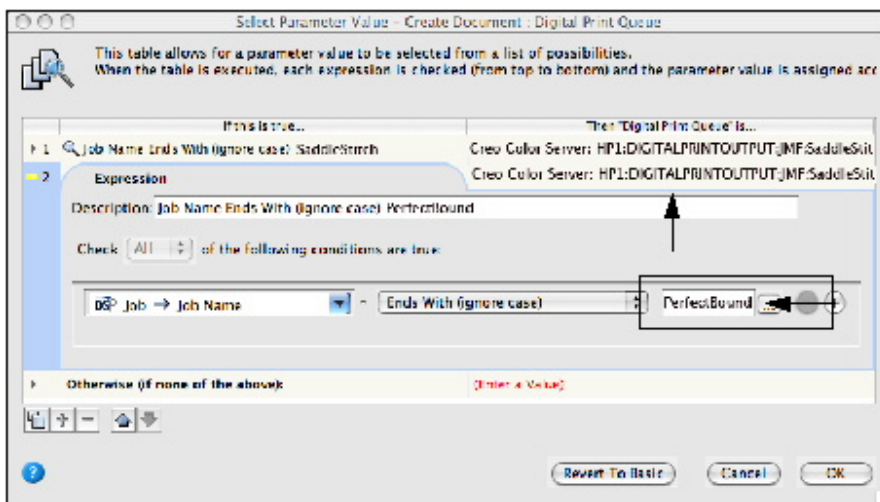 Select Parameter Value – Create Document : Digital Print Queue
This table allows for a parameter value to be selected from a list of possibilities.
When the table is executed, each expression is checked (from top to bottom) and the parameter value is assigned acc
If this is true... Then "Digital Print Queue" is...
1 Job Name Ends With (ignore case) SaddleStitch Creo Color Server: HP1:DIGITALPRINTOUTPUT:JMF:SaddleStit
2 Expression Creo Color Server: HP1:DIGITALPRINTOUTPUT:JMF:SaddleStit
Description: Job Name Ends With (ignore case) PerfectBound
Check All of the following conditions are true:
Job → Job Name Ends With (ignore case) PerfectBound ...
Otherwise (if none of the above): (Enter a Value)
? Revert To Basic Cancel OK